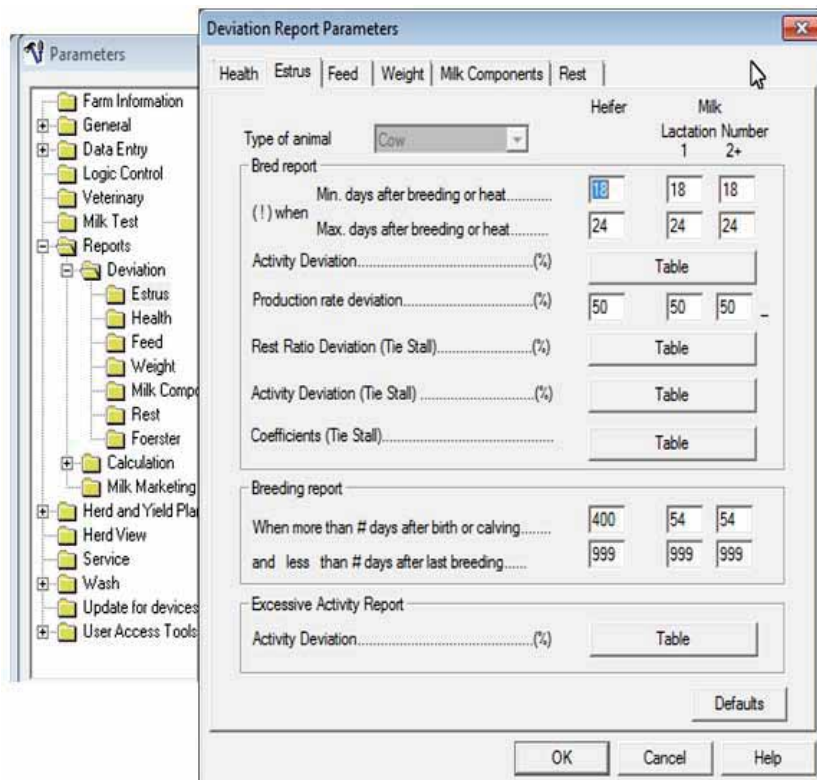 Parameters
Farm Information
General
Data Entry
Logic Control
Veterinary
Milk Test
Reports
Deviation
Estrus
Health
Feed
Weight
Milk Compo
Rest
Foerster
Calculation
Milk Marketing
Herd and Yield Pla
Herd View
Service
Wash
Update for devices
User Access Tools
Deviation Report Parameters
Health Estrus Feed Weight Milk Components Rest
Heifer Milk
Type of animal Cow Lactation Number
1 2+
Bred report
Min. days after breeding or heat............ 18 18 18
( ! ) when
Max. days after breeding or heat.......... 24 24 24
Activity Deviation.......................................(%) Table
Production rate deviation............................(%) 50 50 50 _
Rest Ratio Deviation (Tie Stall)......................(%) Table
Activity Deviation (Tie Stall) .........................(%) Table
Coefficients (Tie Stall)..................................... Table
Breeding report
When more than # days after birth or calving........ 400 54 54
and less than # days after last breeding...... 999 999 999
Excessive Activity Report
Activity Deviation.......................................(%) Table
Defaults
OK Cancel Help